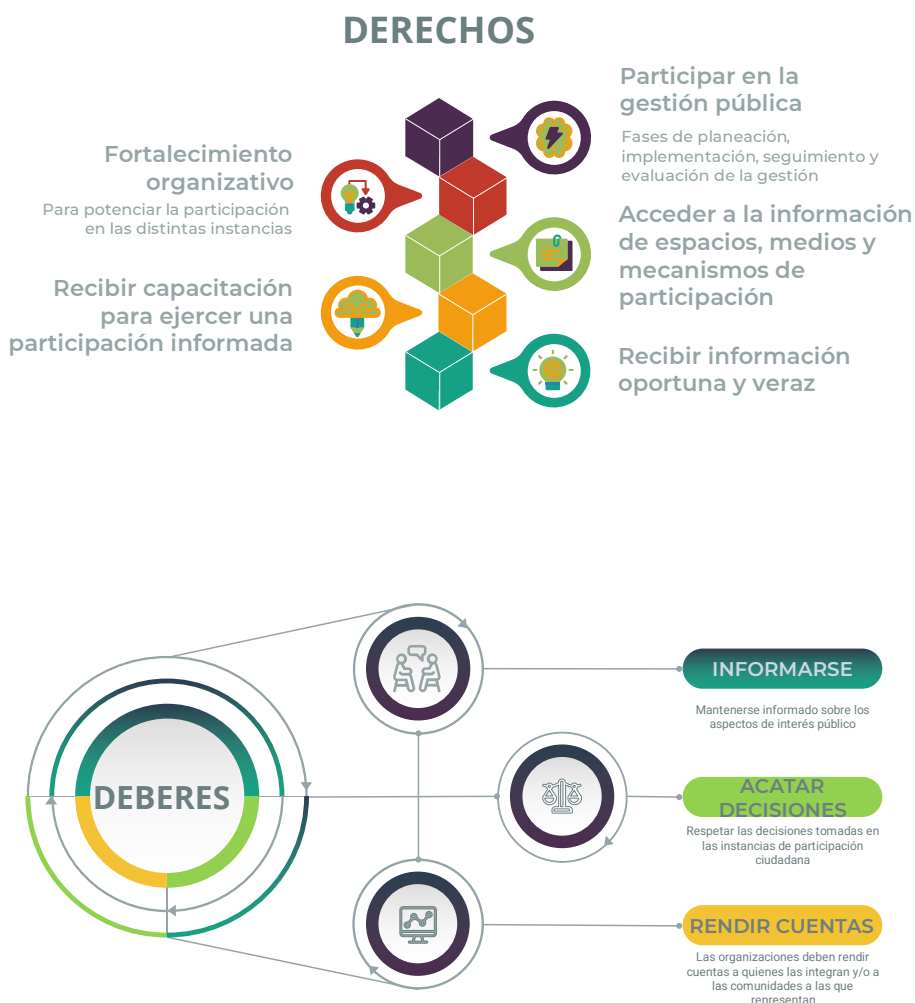 DERECHOS
Participar en la
gestión pública
Fases de planeación,
implementación, seguimiento y
evaluación de la gestión
Fortalecimiento
organizativo
Para potenciar la participación
en las distintas instancias
Acceder a la información
de espacios, medios y
mecanismos de
participación
Recibir capacitación
para ejercer una
participación informada
Recibir información
oportuna y veraz
DEBERES
INFORMARSE
Mantenerse informado sobre los
aspectos de interés público
ACATAR
DECISIONES
Respetar las decisiones tomadas en
las instancias de participación
ciudadana
RENDIR CUENTAS
Las organizaciones deben rendir
cuentas a quienes las integran y/o a
las comunidades a las que
representan